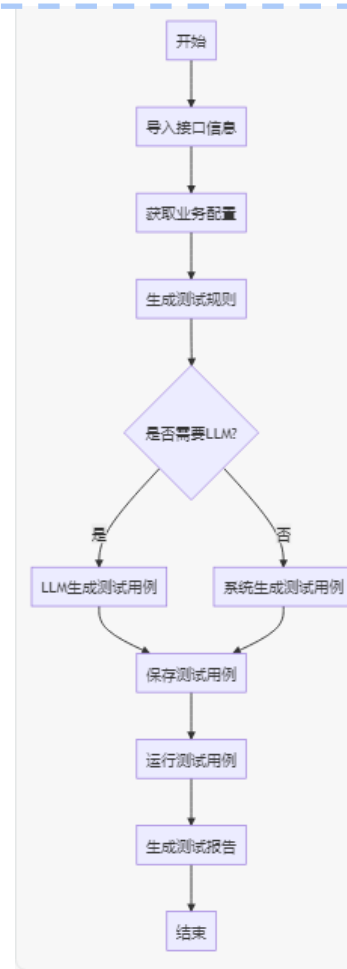 开始
导入接口信息
获取业务配置
生成测试规则
是否需要LLM?
是
否
LLM生成测试用例
系统生成测试用例
保存测试用例
运行测试用例
生成测试报告
结束